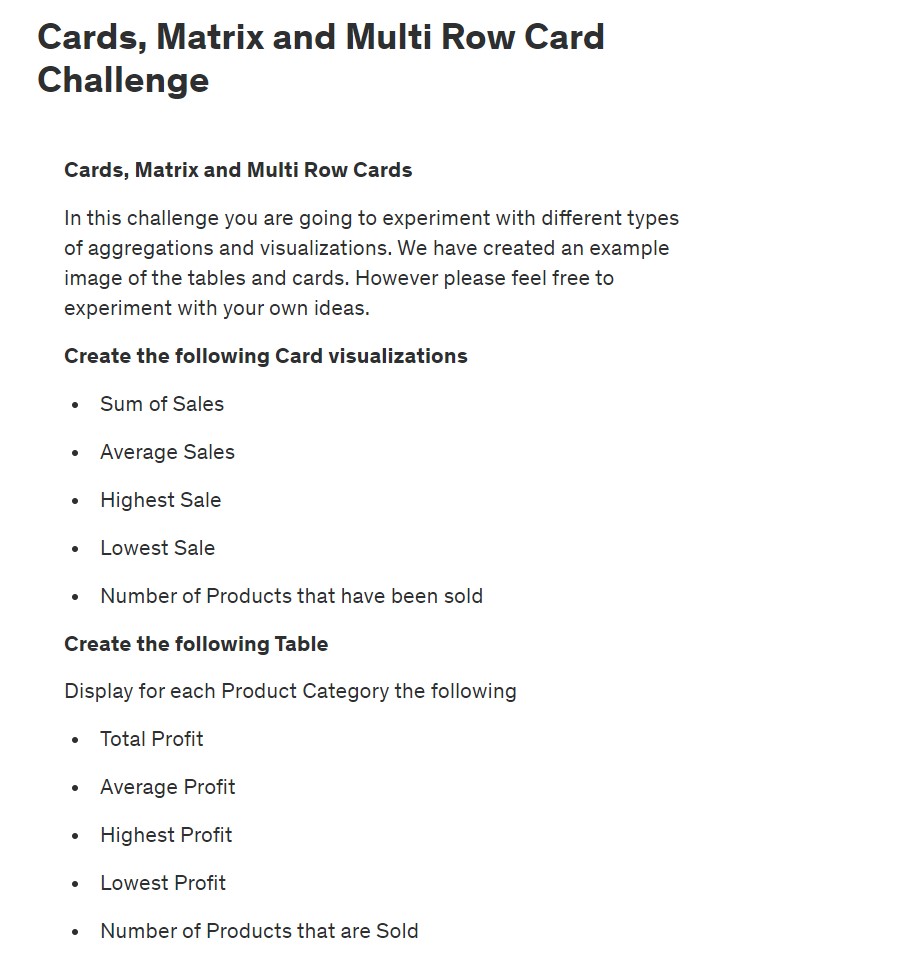 Cards, Matrix and Multi Row Card
Challenge
Cards, Matrix and Multi Row Cards
In this challenge you are going to experiment with different types
of aggregations and visualizations. We have created an example
image of the tables and cards. However please feel free to
experiment with your own ideas.
Create the following Card visualizations
• Sum of Sales
• Average Sales
• Highest Sale
• Lowest Sale
• Number of Products that have been sold
Create the following Table
Display for each Product Category the following
• Total Profit
• Average Profit
• Highest Profit
• Lowest Profit
• Number of Products that are Sold